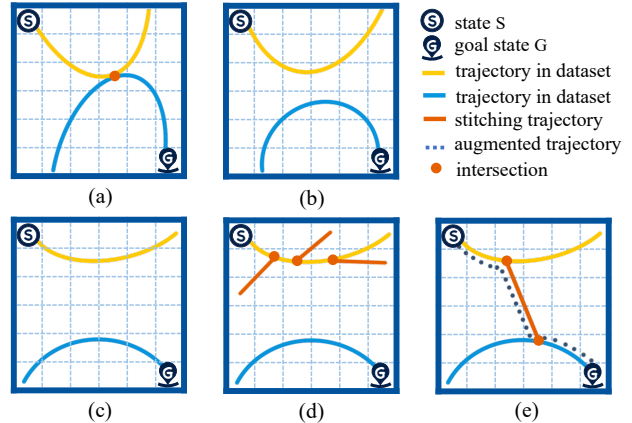 S
S
S state S
G goal state G
trajectory in dataset
trajectory in dataset
stitching trajectory
augmented trajectory
intersection
G
G
(a)
(b)
S
S
S
G
G
G
(c)
(d)
(e)